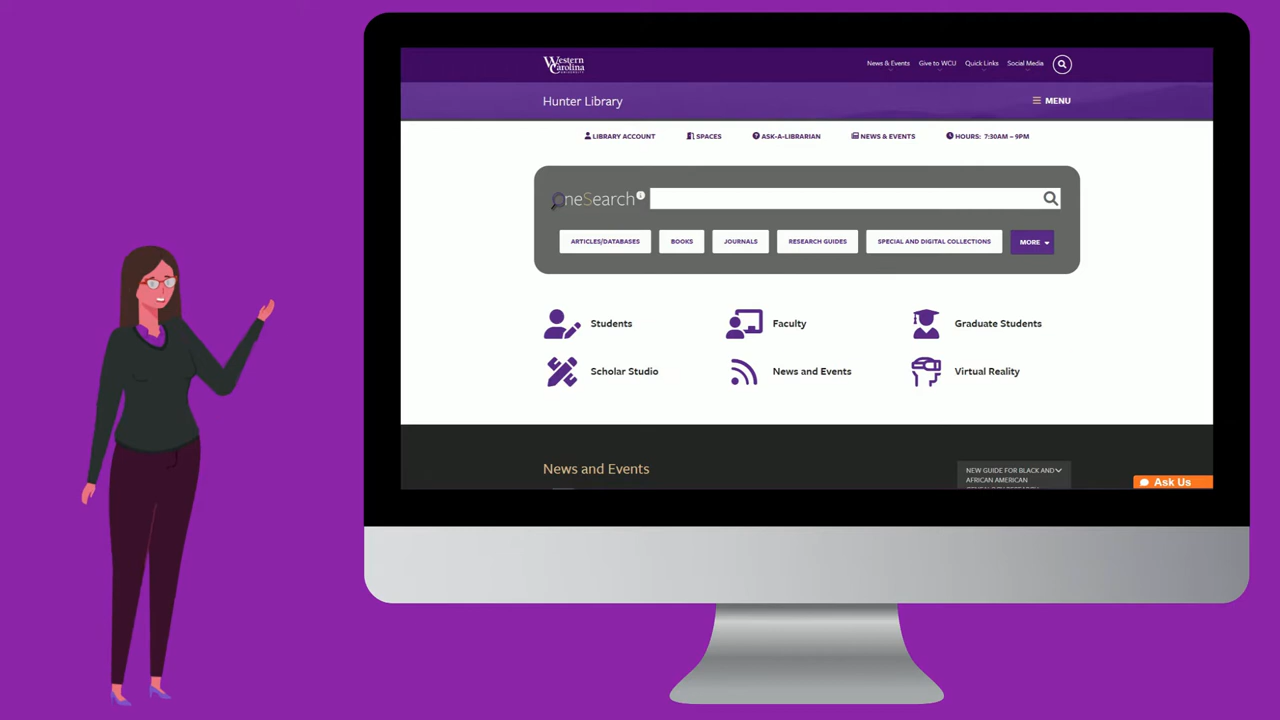 Western
Carolina
UNIVERSITY
News & Events Give to WCU Quick Links Social Media
Hunter Library
MENU
LIBRARY ACCOUNT SPACES ASK-A-LIBRARIAN NEWS & EVENTS HOURS: 7:30AM – 9PM
OneSearch
ARTICLES/DATABASES BOOKS JOURNALS RESEARCH GUIDES SPECIAL AND DIGITAL COLLECTIONS MORE
Students Faculty Graduate Students
Scholar Studio News and Events Virtual Reality
News and Events
NEW GUIDE FOR BLACK AND
AFRICAN AMERICAN
Ask Us